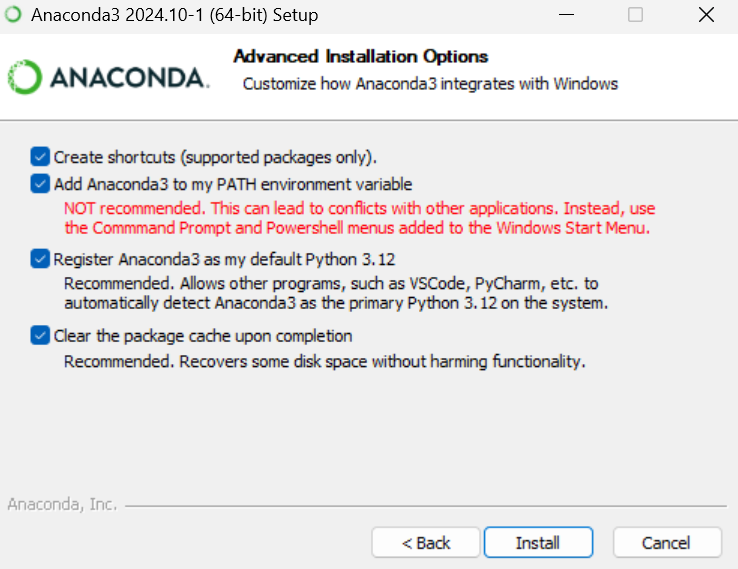 Anaconda3 2024.10-1 (64-bit) Setup
ANACONDA.
Advanced Installation Options
Customize how Anaconda3 integrates with Windows
Create shortcuts (supported packages only).
Add Anaconda3 to my PATH environment variable
NOT recommended. This can lead to conflicts with other applications. Instead, use
the Commmand Prompt and Powershell menus added to the Windows Start Menu.
Register Anaconda3 as my default Python 3.12
Recommended. Allows other programs, such as VSCode, PyCharm, etc. to
automatically detect Anaconda3 as the primary Python 3.12 on the system.
Clear the package cache upon completion
Recommended. Recovers some disk space without harming functionality.
Anaconda, Inc.
< Back Install Cancel